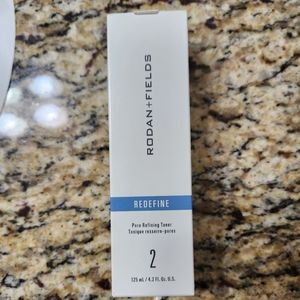 RODAN+FIELDS
REDEFINE
Pore Refining Toner
Tonique resserre-pores
2
125 mL / 4.2 Fl. Oz. U.S.